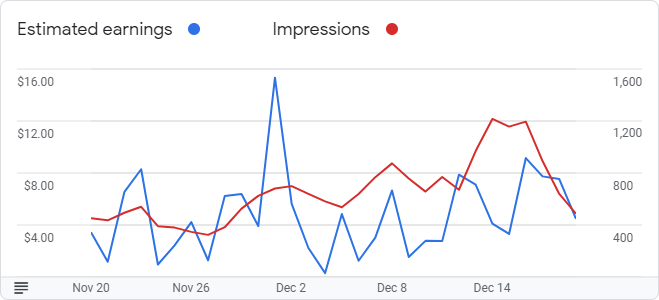 Estimated earnings Impressions
$16.00 1,600
$12.00 1,200
$8.00 800
$4.00 400
Nov 20 Nov 26 Dec 2 Dec 8 Dec 14